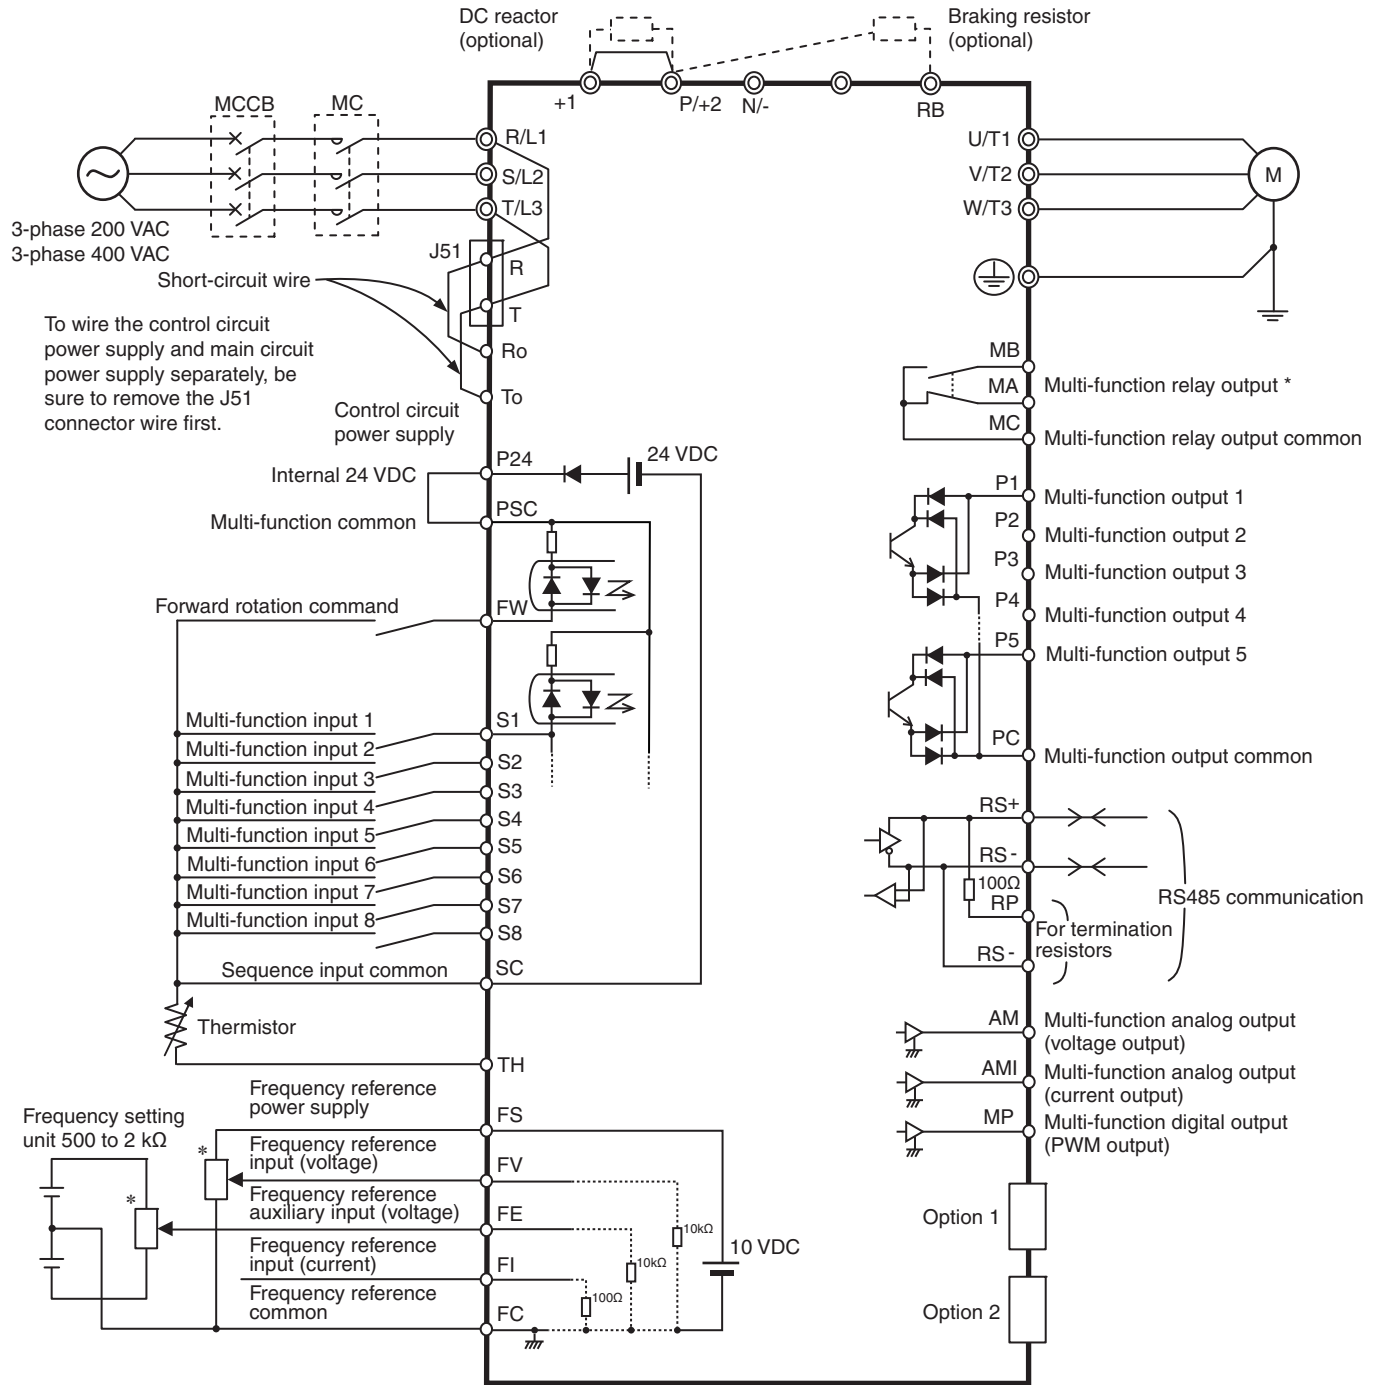 DC reactor
(optional)
Braking resistor
(optional)
+1
P/+2
N/-
RB
MCCB
MC
R/L1
S/L2
T/L3
U/T1
V/T2
W/T3
M
3-phase 200 VAC
3-phase 400 VAC
J51
R
T
Short-circuit wire
To wire the control circuit
power supply and main circuit
power supply separately, be
sure to remove the J51
connector wire first.
Ro
To
Control circuit
power supply
MB
MA
Multi-function relay output *
MC
Multi-function relay output common
P24
24 VDC
Internal 24 VDC
PSC
Multi-function common
P1
Multi-function output 1
P2
Multi-function output 2
P3
Multi-function output 3
P4
Multi-function output 4
P5
Multi-function output 5
PC
Multi-function output common
Forward rotation command
FW
Multi-function input 1
S1
Multi-function input 2
S2
Multi-function input 3
S3
Multi-function input 4
S4
Multi-function input 5
S5
Multi-function input 6
S6
Multi-function input 7
S7
Multi-function input 8
S8
Sequence input common
SC
Thermistor
TH
RS+
RS -
100Ω
RP
For termination
resistors
RS -
RS485 communication
AM
Multi-function analog output
(voltage output)
AMI
Multi-function analog output
(current output)
MP
Multi-function digital output
(PWM output)
Frequency setting
unit 500 to 2 kΩ
*
*
Frequency reference
power supply
FS
Frequency reference
input (voltage)
FV
Frequency reference
auxiliary input (voltage)
FE
Frequency reference
input (current)
FI
Frequency reference
common
FC
10kΩ
10kΩ
100Ω
10 VDC
Option 1
Option 2